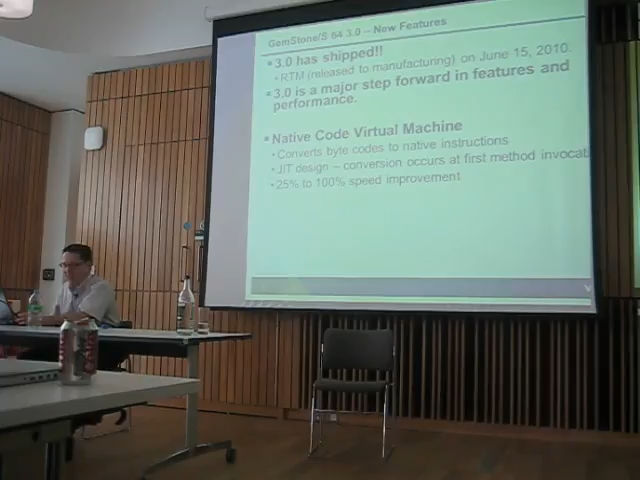 GemStone/S 64 3.0 – New Features
▪3.0 has shipped!!
•RTM (released to manufacturing) on June 15, 2010.
▪3.0 is a major step forward in features and
performance.
▪Native Code Virtual Machine
•Converts byte codes to native instructions
•JIT design – conversion occurs at first method invocat
•25% to 100% speed improvement